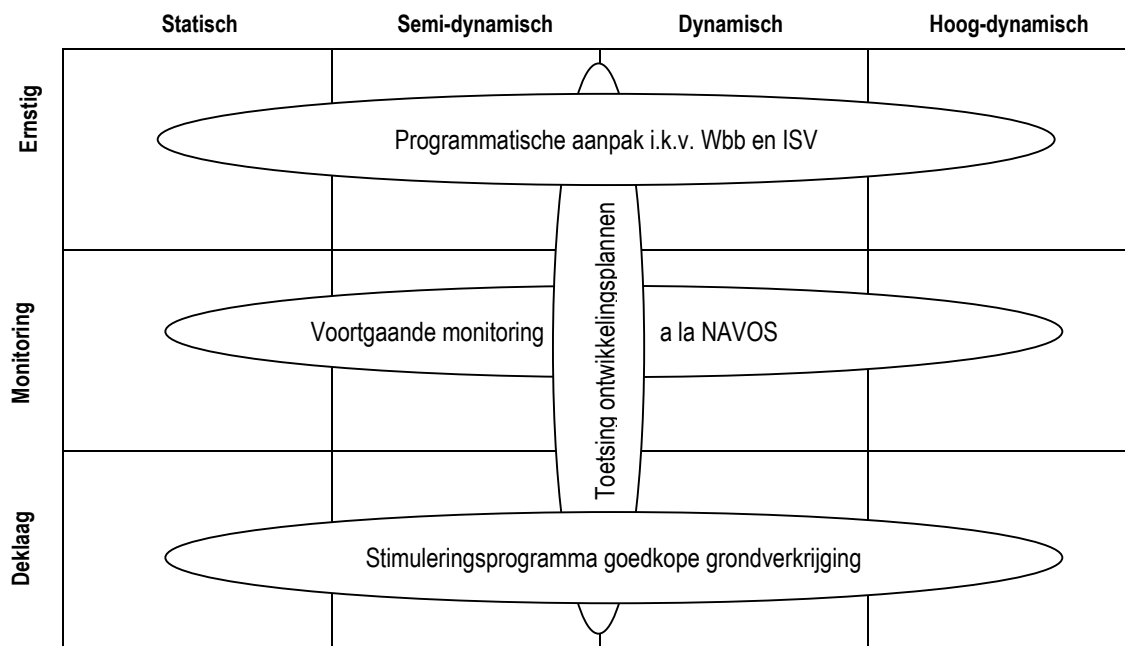 Statisch Semi-dynamisch Dynamisch Hoog-dynamisch
Ernstig
Programmatische aanpak i.k.v. Wbb en ISV
Toetsing ontwikkelingsplannen
Monitoring
Voortgaande monitoring a la NAVOS
Deklaag
Stimuleringsprogramma goedkope grondverkrijging